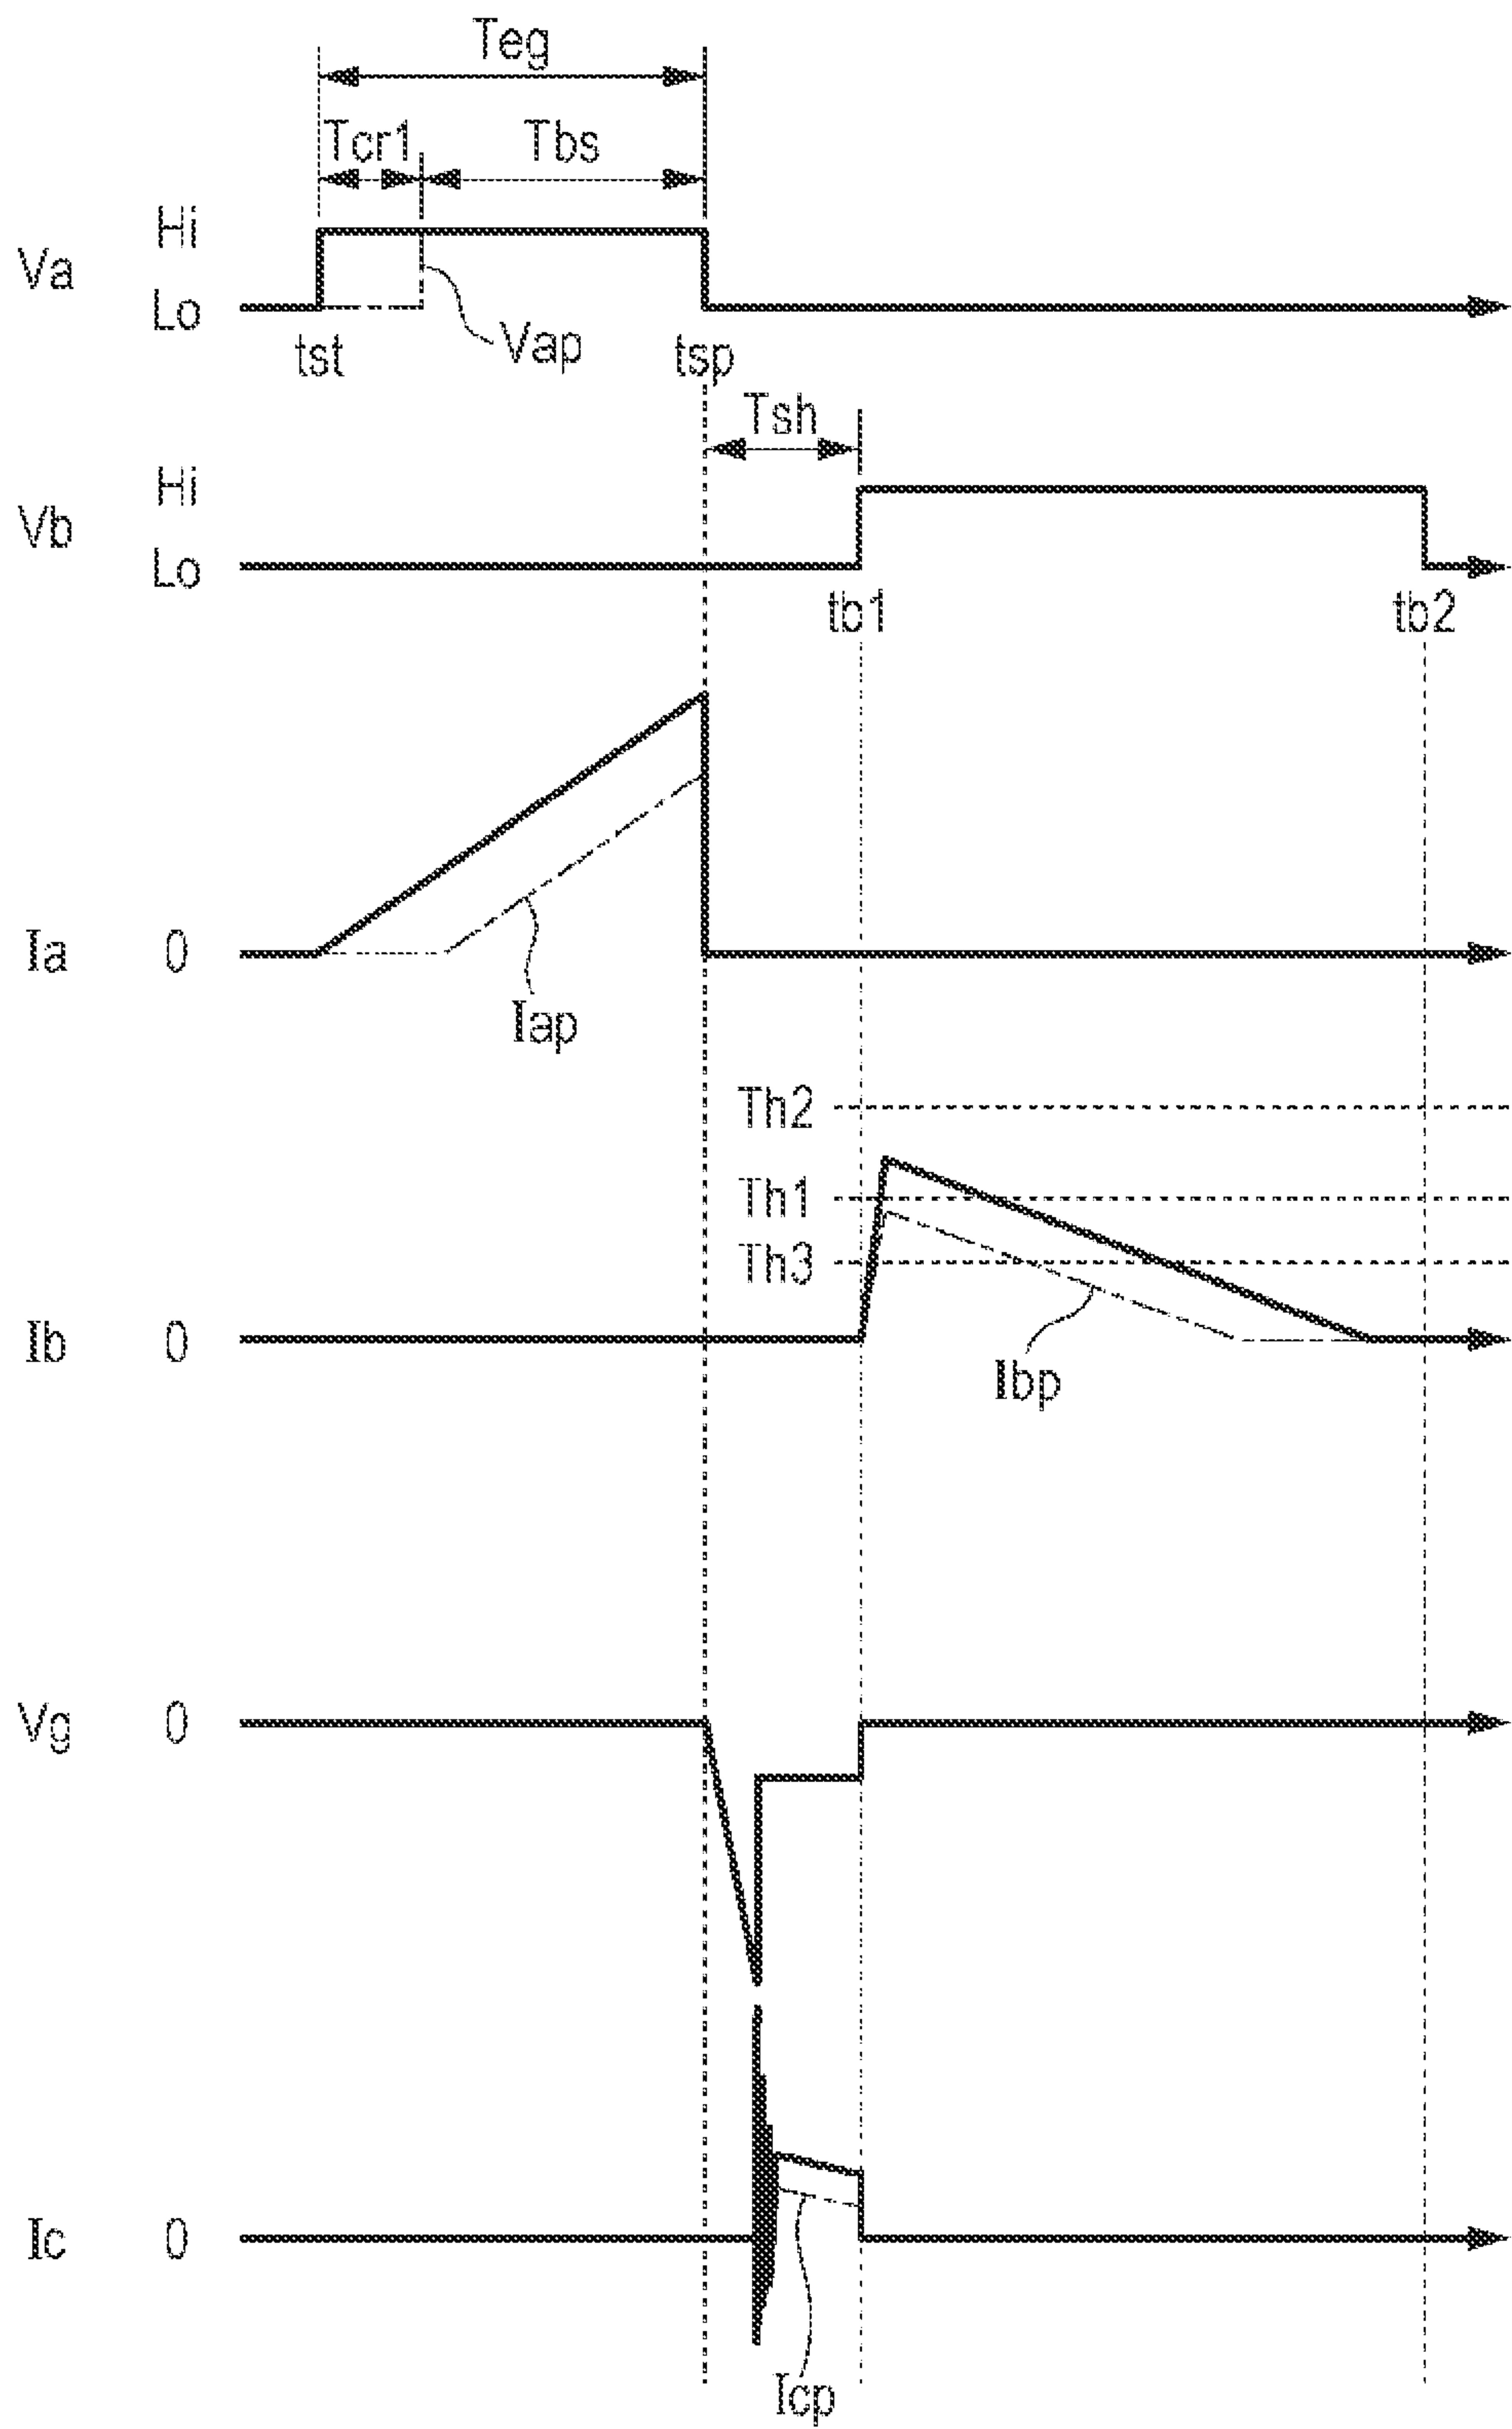 Teg
Tcr1 Tbs
Hi
Va
Lo
tst Vap tsp
Tsh
Hi
Vb
Lo
tb1 tb2
Ia 0
Iap
Th2
Th1
Th3
Ib 0
Ibp
Vg 0
Ic 0
Icp